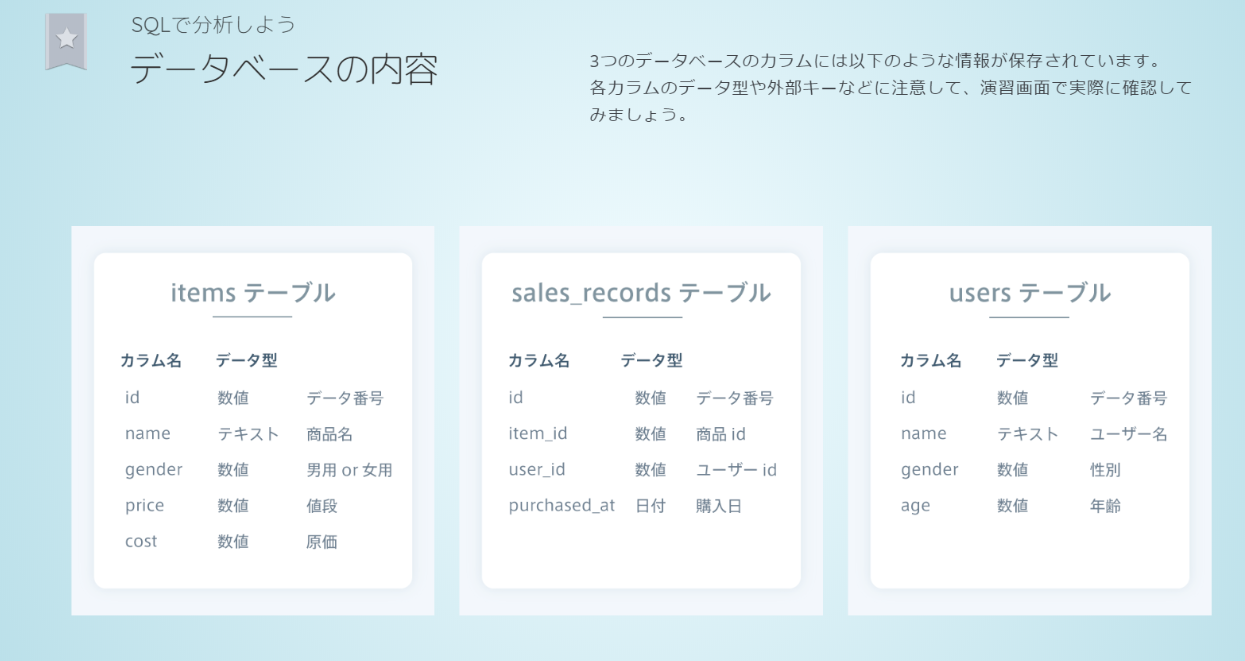 SQLで分析しよう
データベースの内容
3つのデータベースのカラムには以下のような情報が保存されています。
各カラムのデータ型や外部キーなどに注意して、演習画面で実際に確認して
みましょう。
items テーブル
カラム名 データ型
id 数値 データ番号
name テキスト 商品名
gender 数値 男用 or 女用
price 数値 値段
cost 数値 原価
sales_records テーブル
カラム名 データ型
id 数値 データ番号
item_id 数値 商品 id
user_id 数値 ユーザー id
purchased_at 日付 購入日
users テーブル
カラム名 データ型
id 数値 データ番号
name テキスト ユーザー名
gender 数値 性別
age 数値 年齢